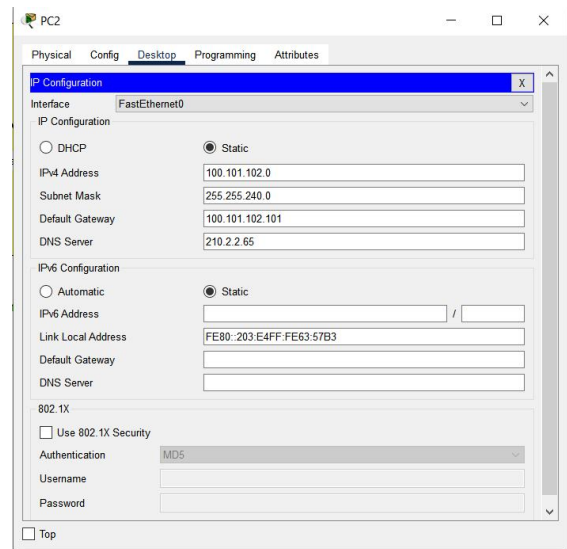 PC2
Physical Config Desktop Programming Attributes
IP Configuration X
Interface FastEthernet0
IP Configuration
DHCP Static
IPv4 Address 100.101.102.0
Subnet Mask 255.255.240.0
Default Gateway 100.101.102.101
DNS Server 210.2.2.65
IPv6 Configuration
Automatic Static
IPv6 Address /
Link Local Address FE80::203:E4FF:FE63:57B3
Default Gateway
DNS Server
802.1X
Use 802.1X Security
Authentication MD5
Username
Password
Top